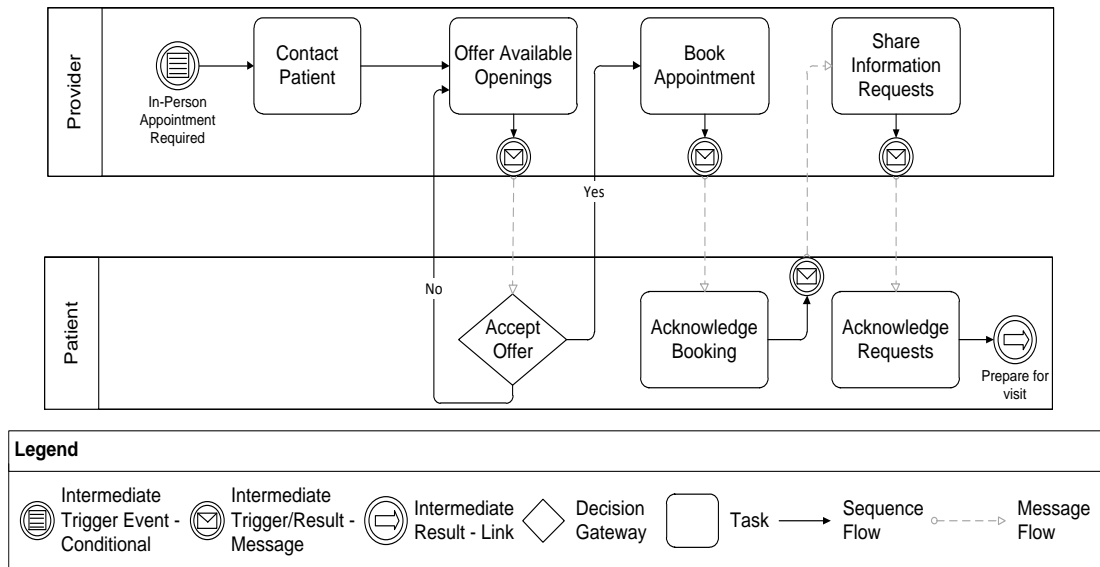 Provider
In-Person
Appointment
Required
Contact
Patient
Offer Available
Openings
Book
Appointment
Share
Information
Requests
Yes
No
Patient
Accept
Offer
Acknowledge
Booking
Acknowledge
Requests
Prepare for
visit
Legend
Intermediate
Trigger Event -
Conditional
Intermediate
Trigger/Result -
Message
Intermediate
Result - Link
Decision
Gateway
Task
Sequence
Flow
Message
Flow